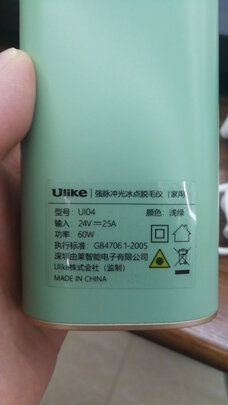 Ulike | 强脉冲光冰点脱毛仪（家用
型号: UI04 颜色: 浅绿
输入: 24V⎓2.5A
功率: 60W
执行标准: GB4706.1-2005
深圳由莱智能电子有限公司
Ulike株式会社（监制）
MADE IN CHINA